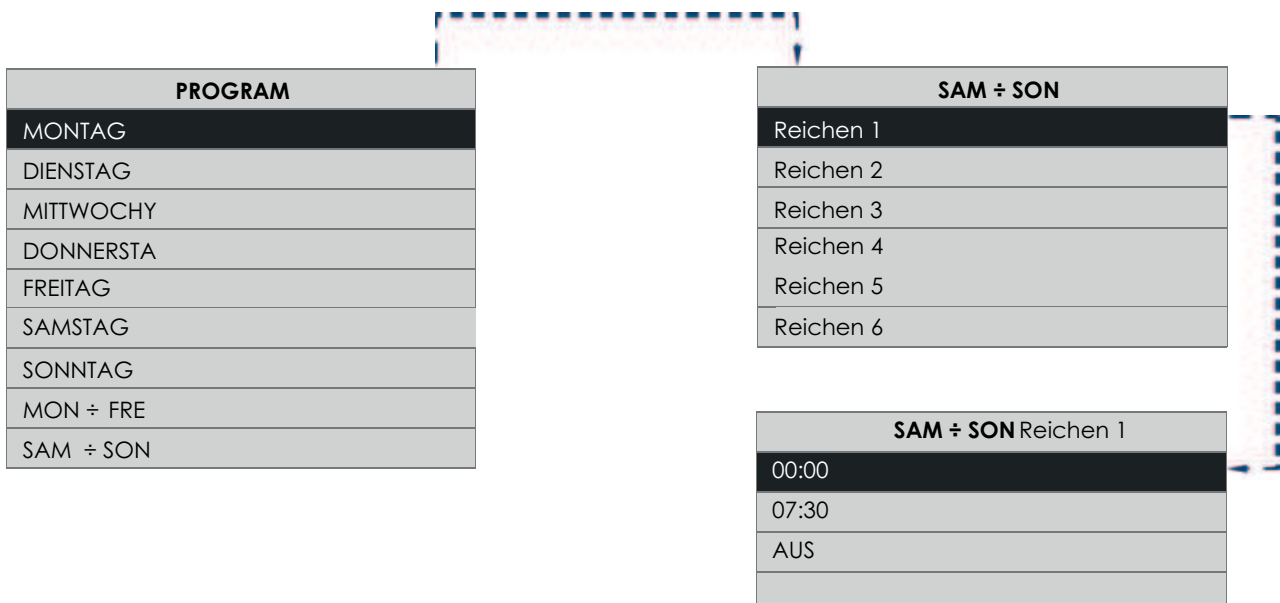 PROGRAM
MONTAG
DIENSTAG
MITTWOCHY
DONNERSTA
FREITAG
SAMSTAG
SONNTAG
MON ÷ FRE
SAM ÷ SON
SAM ÷ SON
Reichen 1
Reichen 2
Reichen 3
Reichen 4
Reichen 5
Reichen 6
SAM ÷ SON Reichen 1
00:00
07:30
AUS